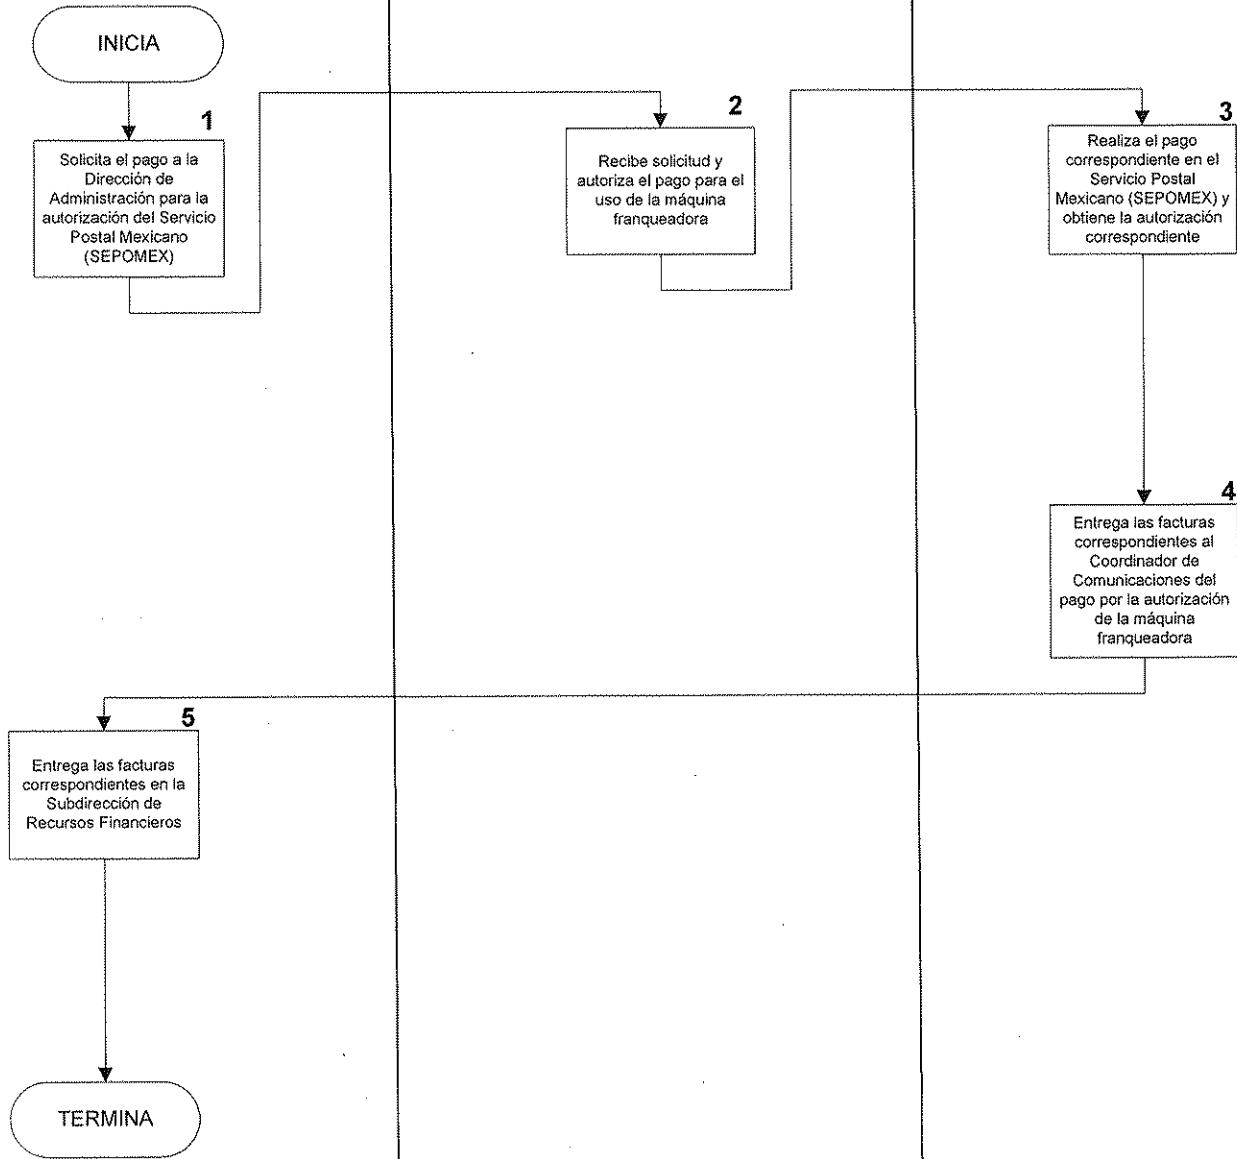 INICIA
1
Solicita el pago a la
Dirección de
Administración para la
autorización del Servicio
Postal Mexicano
(SEPOMEX)
2
Recibe solicitud y
autoriza el pago para el
uso de la máquina
franqueadora
3
Realiza el pago
correspondiente en el
Servicio Postal
Mexicano (SEPOMEX) y
obtiene la autorización
correspondiente
4
Entrega las facturas
correspondientes al
Coordinador de
Comunicaciones del
pago por la autorización
de la máquina
franqueadora
5
Entrega las facturas
correspondientes en la
Subdirección de
Recursos Financieros
TERMINA